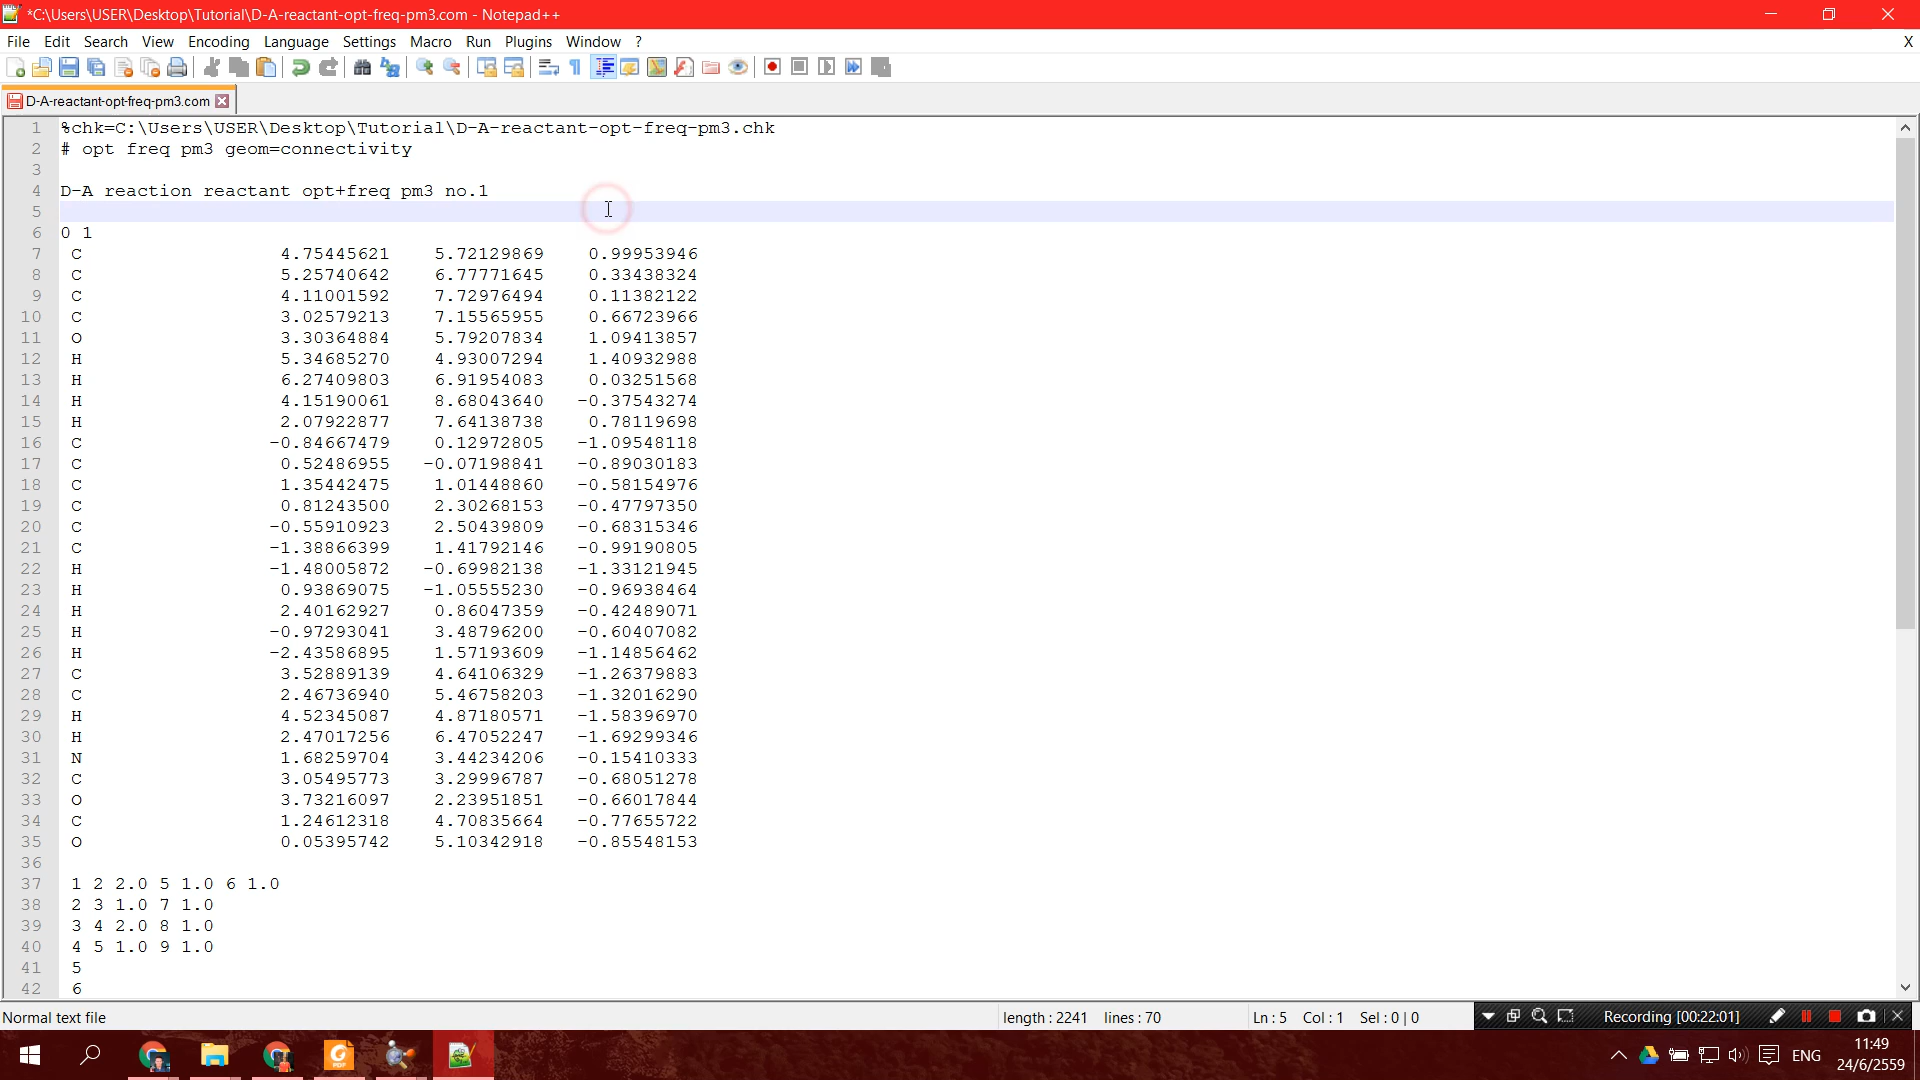 *C:\Users\USER\Desktop\Tutorial\D-A-reactant-opt-freq-pm3.com - Notepad++
File Edit Search View Encoding Language Settings Macro Run Plugins Window ? X
D-A-reactant-opt-freq-pm3.com
1 %chk=C:\Users\USER\Desktop\Tutorial\D-A-reactant-opt-freq-pm3.chk
2 # opt freq pm3 geom=connectivity
3
4 D-A reaction reactant opt+freq pm3 no.1
5
6 0 1
7 C 4.75445621 5.72129869 0.99953946
8 C 5.25740642 6.77771645 0.33438324
9 C 4.11001592 7.72976494 0.11382122
10 C 3.02579213 7.15565955 0.66723966
11 O 3.30364884 5.79207834 1.09413857
12 H 5.34685270 4.93007294 1.40932988
13 H 6.27409803 6.91954083 0.03251568
14 H 4.15190061 8.68043640 -0.37543274
15 H 2.07922877 7.64138738 0.78119698
16 C -0.84667479 0.12972805 -1.09548118
17 C 0.52486955 -0.07198841 -0.89030183
18 C 1.35442475 1.01448860 -0.58154976
19 C 0.81243500 2.30268153 -0.47797350
20 C -0.55910923 2.50439809 -0.68315346
21 C -1.38866399 1.41792146 -0.99190805
22 H -1.48005872 -0.69982138 -1.33121945
23 H 0.93869075 -1.05555230 -0.96938464
24 H 2.40162927 0.86047359 -0.42489071
25 H -0.97293041 3.48796200 -0.60407082
26 H -2.43586895 1.57193609 -1.14856462
27 C 3.52889139 4.64106329 -1.26379883
28 C 2.46736940 5.46758203 -1.32016290
29 H 4.52345087 4.87180571 -1.58396970
30 H 2.47017256 6.47052247 -1.69299346
31 N 1.68259704 3.44234206 -0.15410333
32 C 3.05495773 3.29996787 -0.68051278
33 O 3.73216097 2.23951851 -0.66017844
34 C 1.24612318 4.70835664 -0.77655722
35 O 0.05395742 5.10342918 -0.85548153
36
37 1 2 2.0 5 1.0 6 1.0
38 2 3 1.0 7 1.0
39 3 4 2.0 8 1.0
40 4 5 1.0 9 1.0
41 5
42 6
Normal text file length : 2241 lines : 70 Ln : 5 Col : 1 Sel : 0 | 0 Recording [00:22:01]
ENG 11:49
24/6/2559